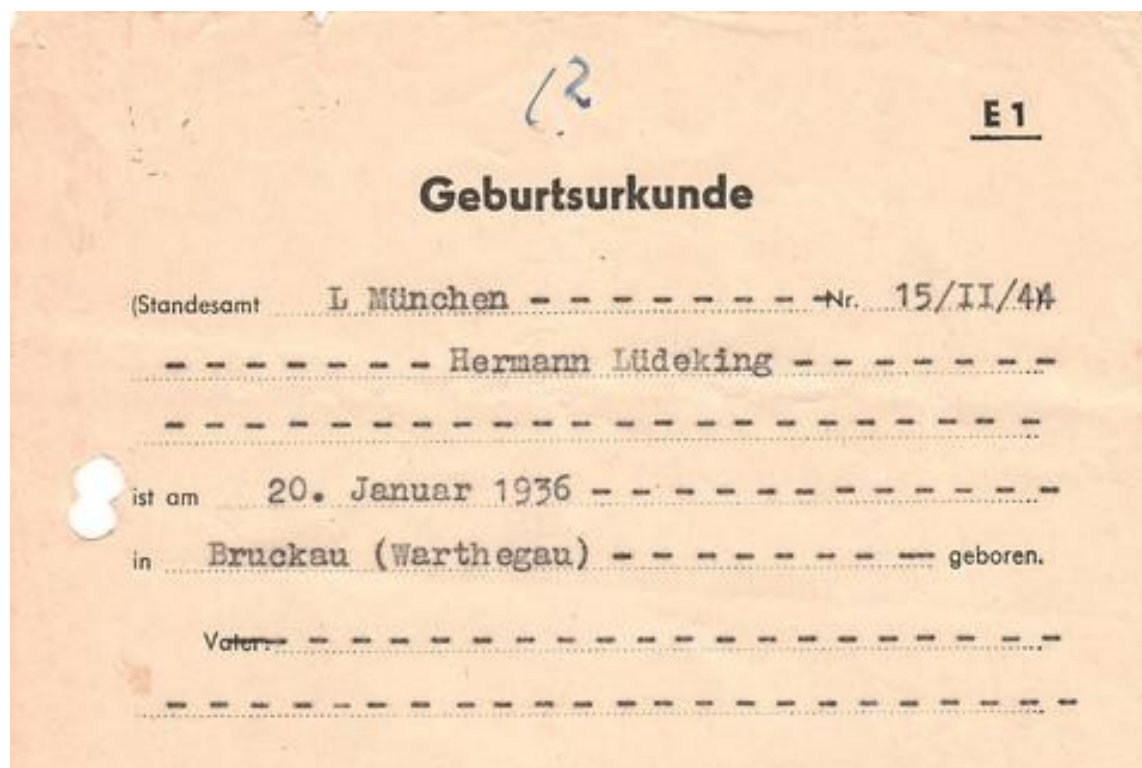 E 1
Geburtsurkunde
(Standesamt L München - - - - - - - - Nr. 15/II/44)
- - - - - - - Hermann Lüdeking - - - - - - -
- - - - - - - - - - - - - - - - - - - - - -
ist am 20. Januar 1936 - - - - - - - - - - - -
in Bruckau (Warthegau) - - - - - - - - geboren.
Vater: - - - - - - - - - - - - - - - - - - -
- - - - - - - - - - - - - - - - - - - - - -